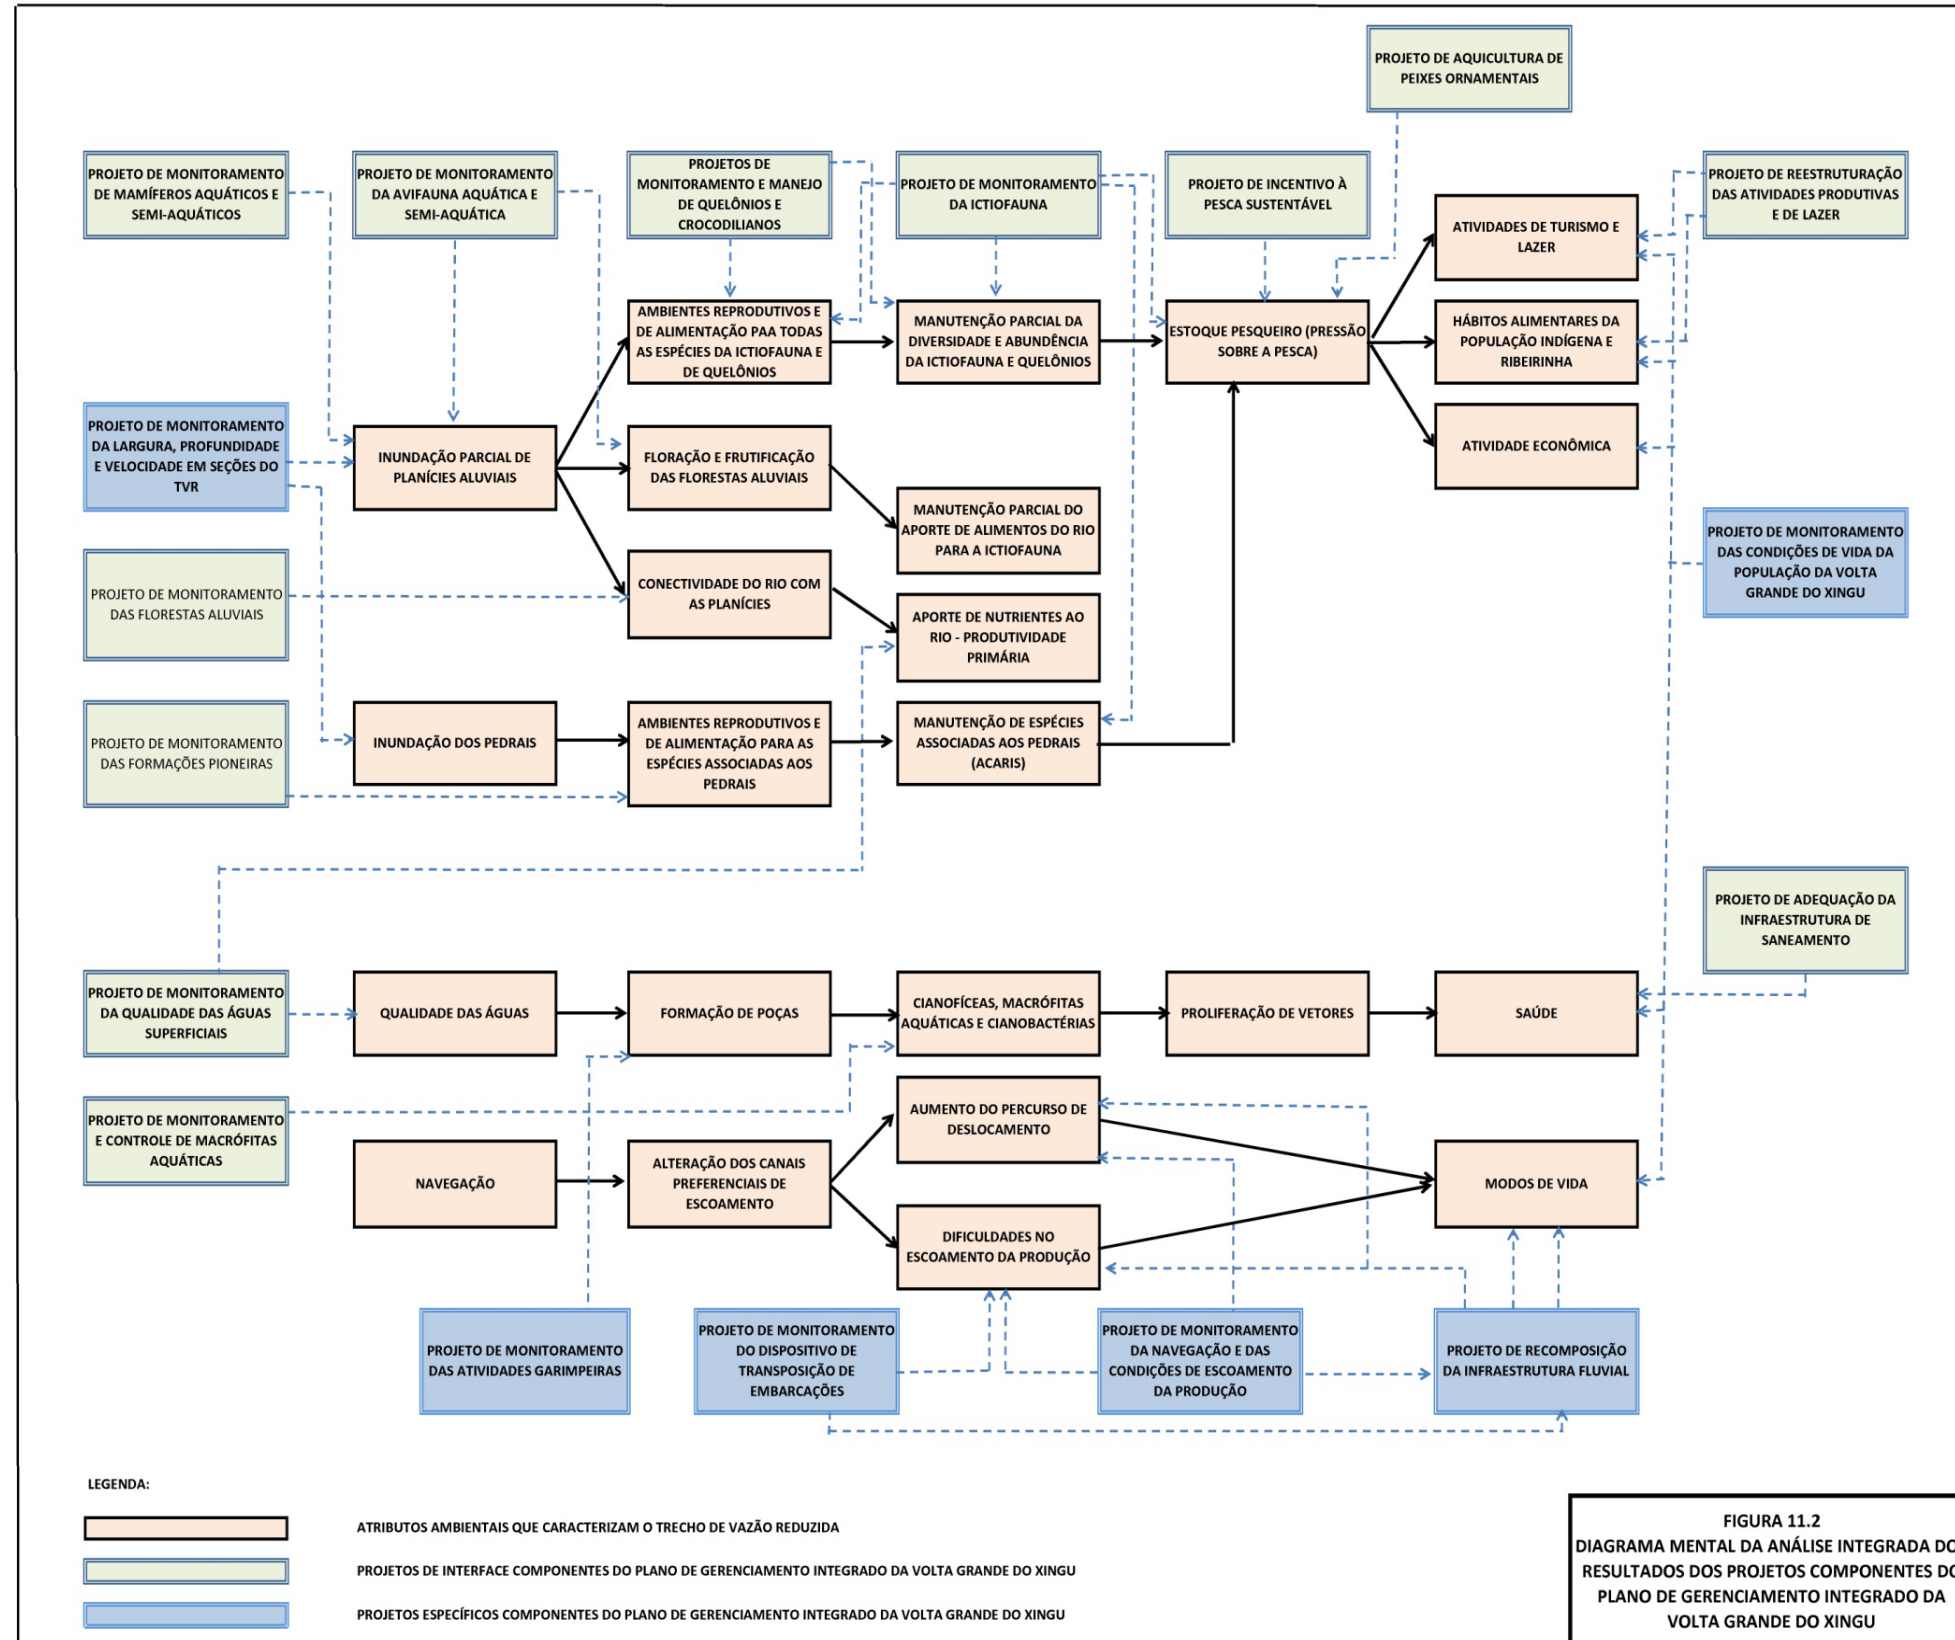 PROJETO DE AQUICULTURA DE
PEIXES ORNAMENTAIS
PROJETO DE MONITORAMENTO
DE MAMÍFEROS AQUÁTICOS E
SEMI-AQUÁTICOS
PROJETO DE MONITORAMENTO
DA AVIFAUNA AQUÁTICA E
SEMI-AQUÁTICA
PROJETOS DE
MONITORAMENTO E MANEJO
DE QUELÔNIOS E
CROCODILIANOS
PROJETO DE MONITORAMENTO
DA ICTIOFAUNA
PROJETO DE INCENTIVO À
PESCA SUSTENTÁVEL
PROJETO DE REESTRUTURAÇÃO
DAS ATIVIDADES PRODUTIVAS
E DE LAZER
ATIVIDADES DE TURISMO E
LAZER
AMBIENTES REPRODUTIVOS E
DE ALIMENTAÇÃO PAA TODAS
AS ESPÉCIES DA ICTIOFAUNA E
DE QUELÔNIOS
MANUTENÇÃO PARCIAL DA
DIVERSIDADE E ABUNDÂNCIA
DA ICTIOFAUNA E QUELÔNIOS
ESTOQUE PESQUEIRO (PRESSÃO
SOBRE A PESCA)
HÁBITOS ALIMENTARES DA
POPULAÇÃO INDÍGENA E
RIBEIRINHA
PROJETO DE MONITORAMENTO
DA LARGURA, PROFUNDIDADE
E VELOCIDADE EM SEÇÕES DO
TVR
INUNDAÇÃO PARCIAL DE
PLANÍCIES ALUVIAIS
FLORAÇÃO E FRUTIFICAÇÃO
DAS FLORESTAS ALUVIAIS
ATIVIDADE ECONÔMICA
MANUTENÇÃO PARCIAL DO
APORTE DE ALIMENTOS DO RIO
PARA A ICTIOFAUNA
PROJETO DE MONITORAMENTO
DAS CONDIÇÕES DE VIDA DA
POPULAÇÃO DA VOLTA
GRANDE DO XINGU
PROJETO DE MONITORAMENTO
DAS FLORESTAS ALUVIAIS
CONECTIVIDADE DO RIO COM
AS PLANÍCIES
APORTE DE NUTRIENTES AO
RIO - PRODUTIVIDADE
PRIMÁRIA
PROJETO DE MONITORAMENTO
DAS FORMAÇÕES PIONEIRAS
INUNDAÇÃO DOS PEDRAIS
AMBIENTES REPRODUTIVOS E
DE ALIMENTAÇÃO PARA AS
ESPÉCIES ASSOCIADAS AOS
PEDRAIS
MANUTENÇÃO DE ESPÉCIES
ASSOCIADAS AOS PEDRAIS
(ACARIS)
PROJETO DE ADEQUAÇÃO DA
INFRAESTRUTURA DE
SANEAMENTO
PROJETO DE MONITORAMENTO
DA QUALIDADE DAS ÁGUAS
SUPERFICIAIS
QUALIDADE DAS ÁGUAS
FORMAÇÃO DE POÇAS
CIANOFÍCEAS, MACRÓFITAS
AQUÁTICAS E CIANOBACTÉRIAS
PROLIFERAÇÃO DE VETORES
SAÚDE
PROJETO DE MONITORAMENTO
E CONTROLE DE MACRÓFITAS
AQUÁTICAS
AUMENTO DO PERCURSO DE
DESLOCAMENTO
NAVEGAÇÃO
ALTERAÇÃO DOS CANAIS
PREFERENCIAIS DE
ESCOAMENTO
MODOS DE VIDA
DIFICULDADES NO
ESCOAMENTO DA PRODUÇÃO
PROJETO DE MONITORAMENTO
DAS ATIVIDADES GARIMPEIRAS
PROJETO DE MONITORAMENTO
DO DISPOSITIVO DE
TRANSPOSIÇÃO DE
EMBARCAÇÕES
PROJETO DE MONITORAMENTO
DA NAVEGAÇÃO E DAS
CONDIÇÕES DE ESCOAMENTO
DA PRODUÇÃO
PROJETO DE RECOMPOSIÇÃO
DA INFRAESTRUTURA FLUVIAL
LEGENDA:
ATRIBUTOS AMBIENTAIS QUE CARACTERIZAM O TRECHO DE VAZÃO REDUZIDA
PROJETOS DE INTERFACE COMPONENTES DO PLANO DE GERENCIAMENTO INTEGRADO DA VOLTA GRANDE DO XINGU
PROJETOS ESPECÍFICOS COMPONENTES DO PLANO DE GERENCIAMENTO INTEGRADO DA VOLTA GRANDE DO XINGU
FIGURA 11.2
DIAGRAMA MENTAL DA ANÁLISE INTEGRADA
RESULTADOS DOS PROJETOS COMPONENTES
PLANO DE GERENCIAMENTO INTEGRADO DA
VOLTA GRANDE DO XINGU